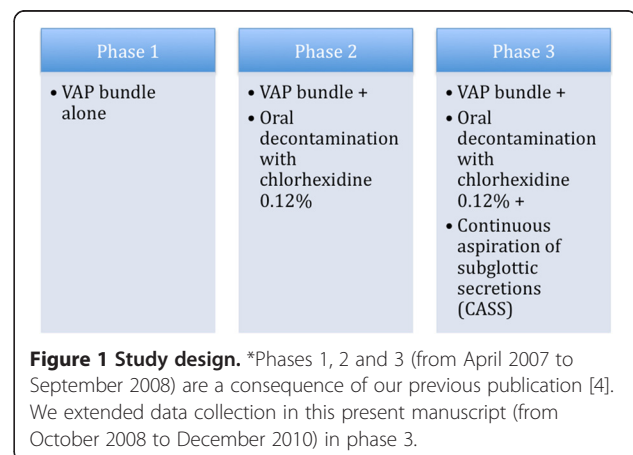 Phase 1
• VAP bundle
alone
Phase 2
• VAP bundle +
• Oral
decontamination
with
chlorhexidine
0.12%
Phase 3
• VAP bundle +
• Oral
decontamination
with
chlorhexidine
0.12% +
• Continuous
aspiration of
subglottic
secretions
(CASS)
Figure 1 Study design. *Phases 1, 2 and 3 (from April 2007 to
September 2008) are a consequence of our previous publication [4].
We extended data collection in this present manuscript (from
October 2008 to December 2010) in phase 3.